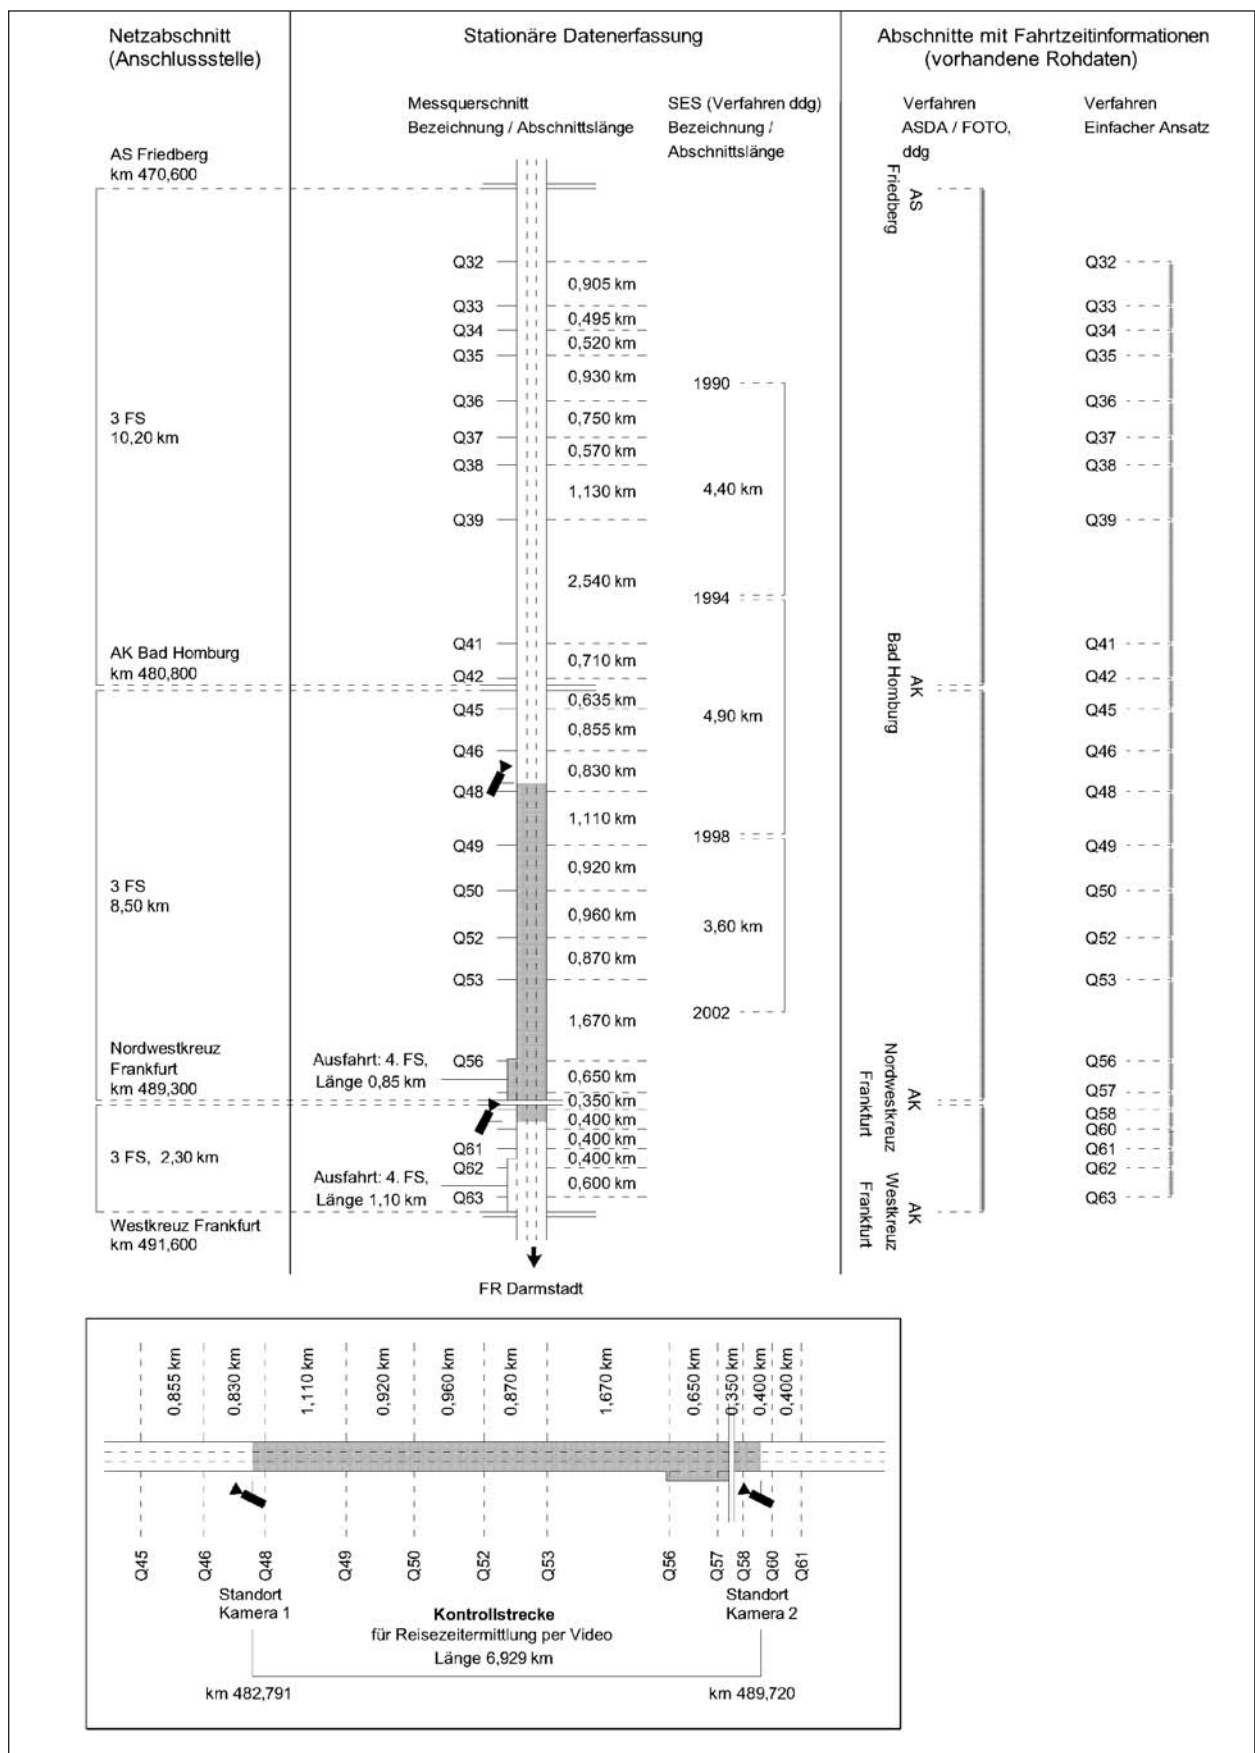 Netzabschnitt
(Anschlussstelle)
Stationäre Datenerfassung
Abschnitte mit Fahrtzeitinformationen
(vorhandene Rohdaten)
Messquerschnitt
Bezeichnung / Abschnittslänge
SES (Verfahren ddg)
Bezeichnung /
Abschnittslänge
Verfahren
ASDA / FOTO,
ddg
Verfahren
Einfacher Ansatz
AS Friedberg
km 470,600
3 FS
10,20 km
AK Bad Homburg
km 480,800
3 FS
8,50 km
Nordwestkreuz
Frankfurt
km 489,300
3 FS, 2,30 km
Westkreuz Frankfurt
km 491,600
Ausfahrt: 4. FS,
Länge 0,85 km
Ausfahrt: 4. FS,
Länge 1,10 km
Q32
0,905 km
Q33
0,495 km
Q34
0,520 km
Q35
0,930 km
Q36
0,750 km
Q37
0,570 km
Q38
1,130 km
Q39
2,540 km
Q41
0,710 km
Q42
0,635 km
Q45
0,855 km
Q46
0,830 km
Q48
1,110 km
Q49
0,920 km
Q50
0,960 km
Q52
0,870 km
Q53
1,670 km
Q56
0,650 km
0,350 km
0,400 km
0,400 km
Q61
0,400 km
Q62
0,600 km
Q63
FR Darmstadt
1990
4,40 km
1994
4,90 km
1998
3,60 km
2002
AS
Friedberg
AK
Bad Homburg
AK
Nordwestkreuz
Frankfurt
AK
Westkreuz
Frankfurt
Q32
Q33
Q34
Q35
Q36
Q37
Q38
Q39
Q41
Q42
Q45
Q46
Q48
Q49
Q50
Q52
Q53
Q56
Q57
Q58
Q60
Q61
Q62
Q63
0,855 km
0,830 km
1,110 km
0,920 km
0,960 km
0,870 km
1,670 km
0,650 km
0,350 km
0,400 km
0,400 km
Q45
Q46
Q48
Q49
Q50
Q52
Q53
Q56
Q57
Q58
Q60
Q61
Standort
Kamera 1
Standort
Kamera 2
Kontrollstrecke
für Reisezeitermittlung per Video
Länge 6,929 km
km 482,791
km 489,720